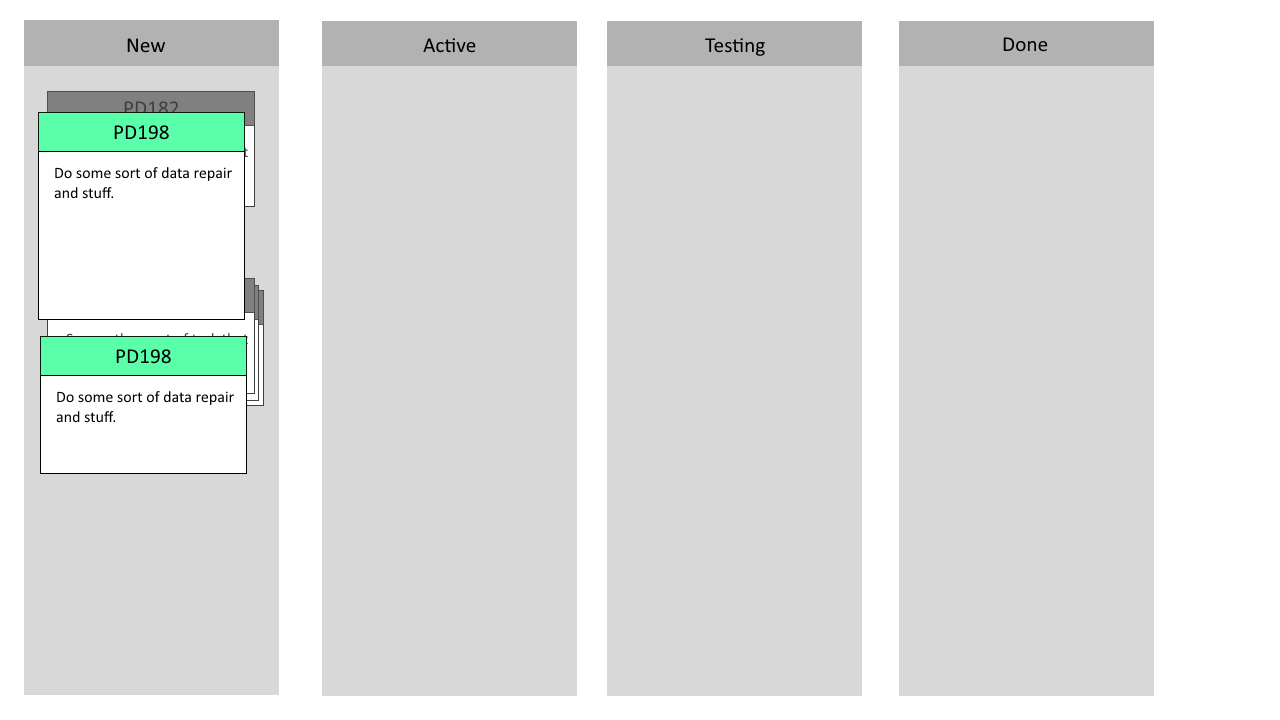 New
Active
Testing
Done
PD182
PD198
Do some sort of data repair
and stuff.
PD198
Do some sort of data repair
and stuff.